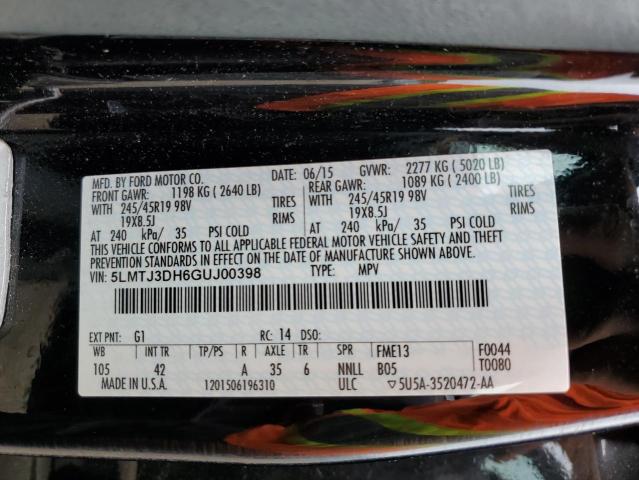 MFD. BY FORD MOTOR CO. DATE: 06/15 GVWR: 2277 KG ( 5020 LB)
FRONT GAWR: 1198 KG ( 2640 LB) REAR GAWR: 1089 KG ( 2400 LB)
WITH 245/45R19 98V TIRES WITH 245/45R19 98V TIRES
19X8.5J RIMS 19X8.5J RIMS
AT 240 kPa/ 35 PSI COLD AT 240 kPa/ 35 PSI COLD
THIS VEHICLE CONFORMS TO ALL APPLICABLE FEDERAL MOTOR VEHICLE SAFETY AND THEFT
PREVENTION STANDARDS IN EFFECT ON THE DATE OF MANUFACTURE SHOWN ABOVE.
VIN: 5LMTJ3DH6GUJ00398 TYPE: MPV
EXT PNT: G1 RC: 14 DSO:
WB INT TR TP/PS R AXLE TR SPR FME13 F0044
105 42 A 35 6 NNLL B05 T0080
MADE IN U.S.A. 1201506196310 ULC ▽5U5A-3520472-AA